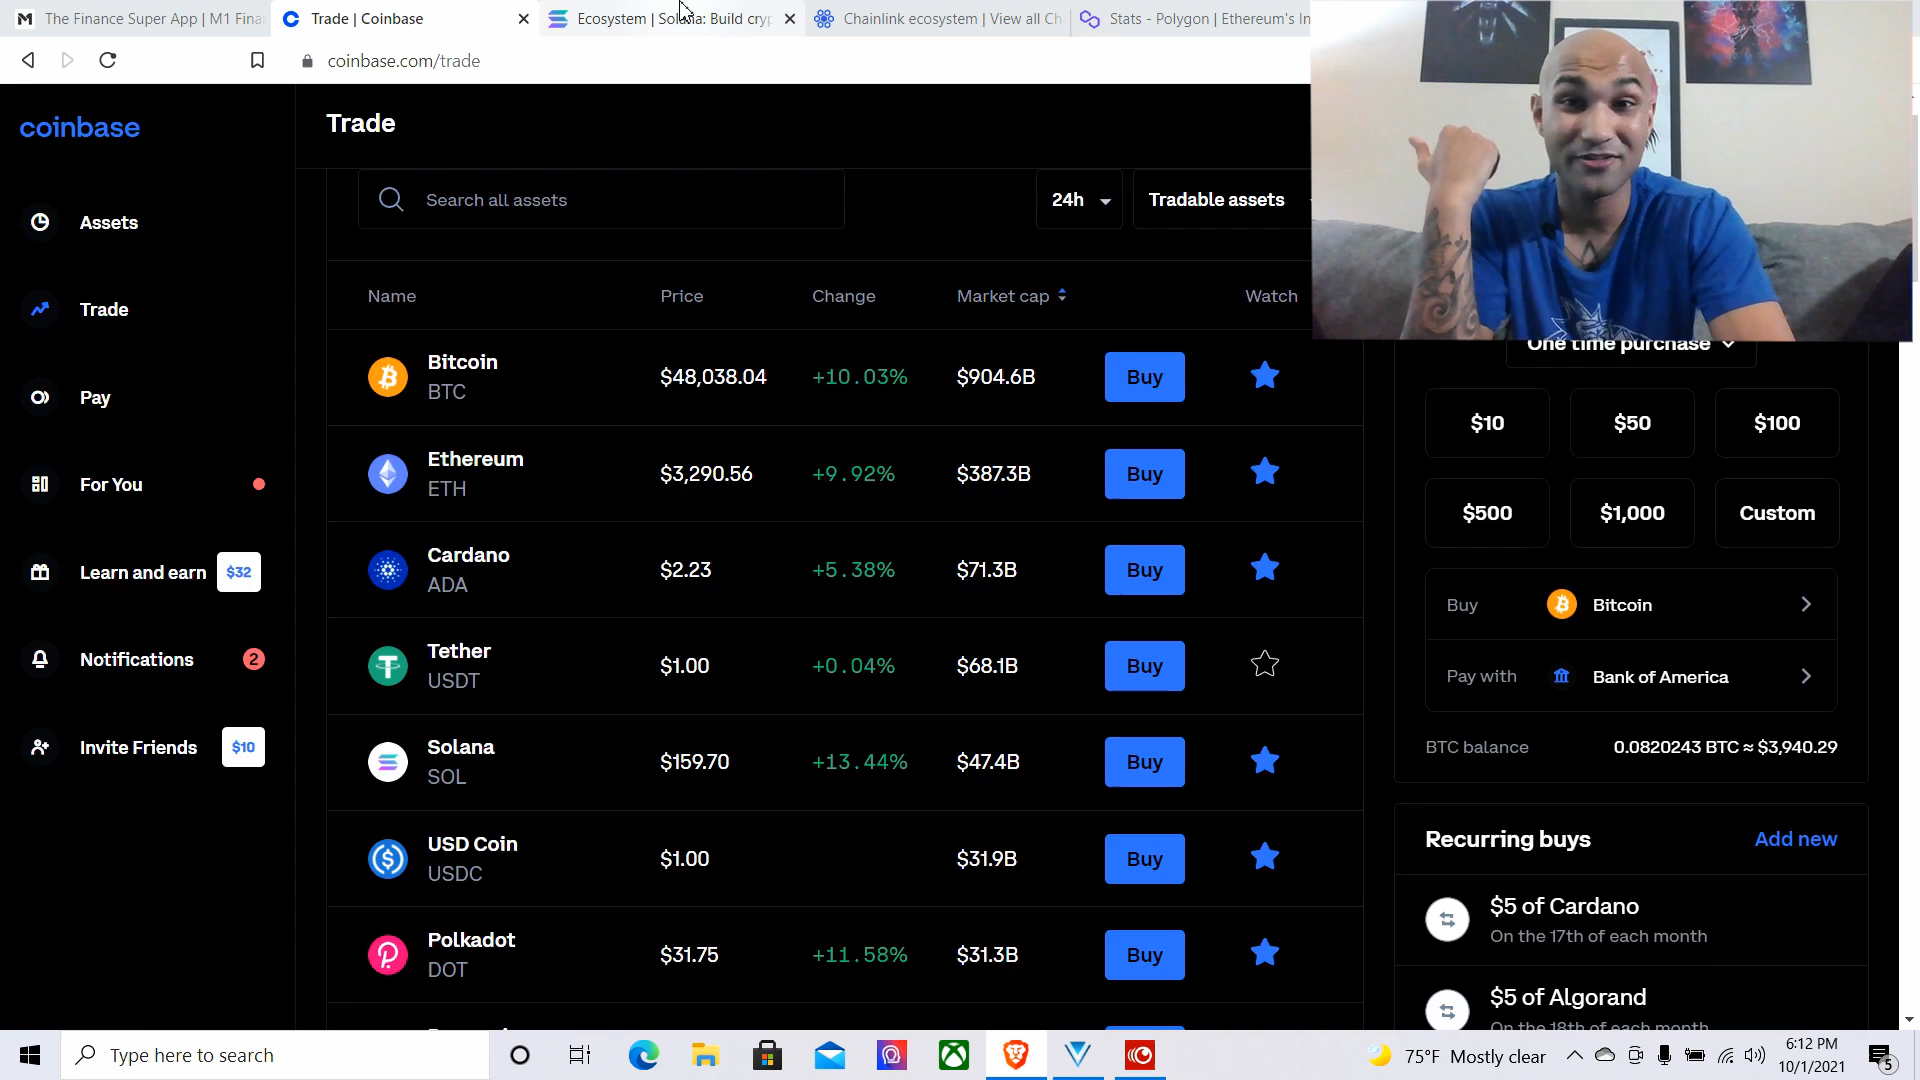 The Finance Super App | M1 Fina
Trade | Coinbase
Ecosystem | Solana: Build cryp
Chainlink ecosystem | View all Ch
Stats - Polygon | Ethereum's In
coinbase.com/trade
coinbase
Trade
Assets
Trade
Pay
For You
Learn and earn $32
Notifications 2
Invite Friends $10
Search all assets
24h
Tradable assets
Name Price Change Market cap Watch
Bitcoin
BTC
$48,038.04 +10.03% $904.6B Buy
Ethereum
ETH
$3,290.56 +9.92% $387.3B Buy
Cardano
ADA
$2.23 +5.38% $71.3B Buy
Tether
USDT
$1.00 +0.04% $68.1B Buy
Solana
SOL
$159.70 +13.44% $47.4B Buy
USD Coin
USDC
$1.00 $31.9B Buy
Polkadot
DOT
$31.75 +11.58% $31.3B Buy
One time purchase
$10 $50 $100
$500 $1,000 Custom
Buy Bitcoin
Pay with Bank of America
BTC balance 0.0820243 BTC ≈ $3,940.29
Recurring buys Add new
$5 of Cardano
On the 17th of each month
$5 of Algorand
On the 18th of each month
Type here to search
75°F Mostly clear
6:12 PM
10/1/2021
5